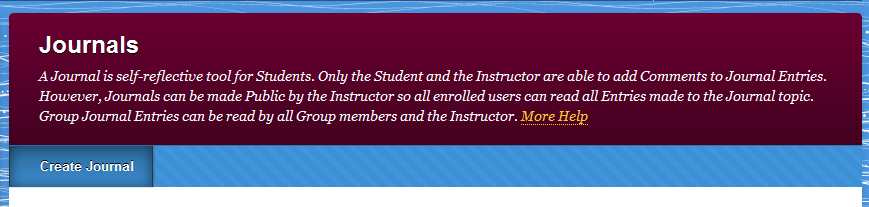 Journals
A Journal is self-reflective tool for Students. Only the Student and the Instructor are able to add Comments to Journal Entries.
However, Journals can be made Public by the Instructor so all enrolled users can read all Entries made to the Journal topic.
Group Journal Entries can be read by all Group members and the Instructor. More Help
Create Journal